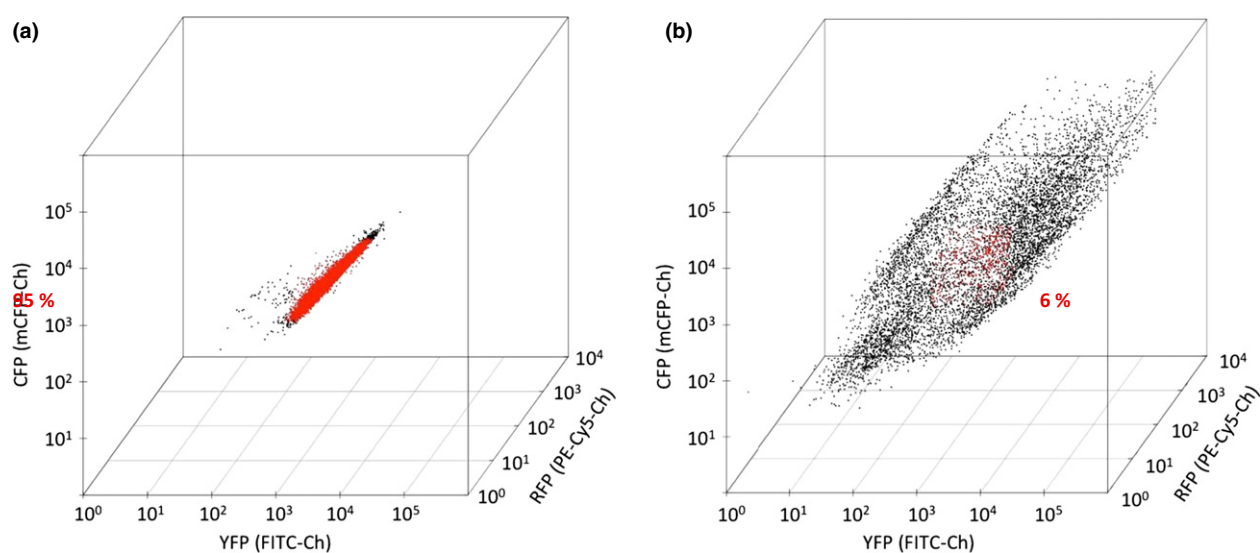 (a)
10⁵
10⁴
10³
10²
10¹
CFP (mCFP-Ch)
95 %
10⁰ 10¹ 10² 10³ 10⁴ 10⁵
YFP (FITC-Ch)
10⁰
10¹
10²
10³
10⁴
RFP (PE-Cy5-Ch)
(b)
10⁵
10⁴
10³
10²
10¹
CFP (mCFP-Ch)
6 %
10⁰ 10¹ 10² 10³ 10⁴ 10⁵
YFP (FITC-Ch)
10⁰
10¹
10²
10³
10⁴
RFP (PE-Cy5-Ch)